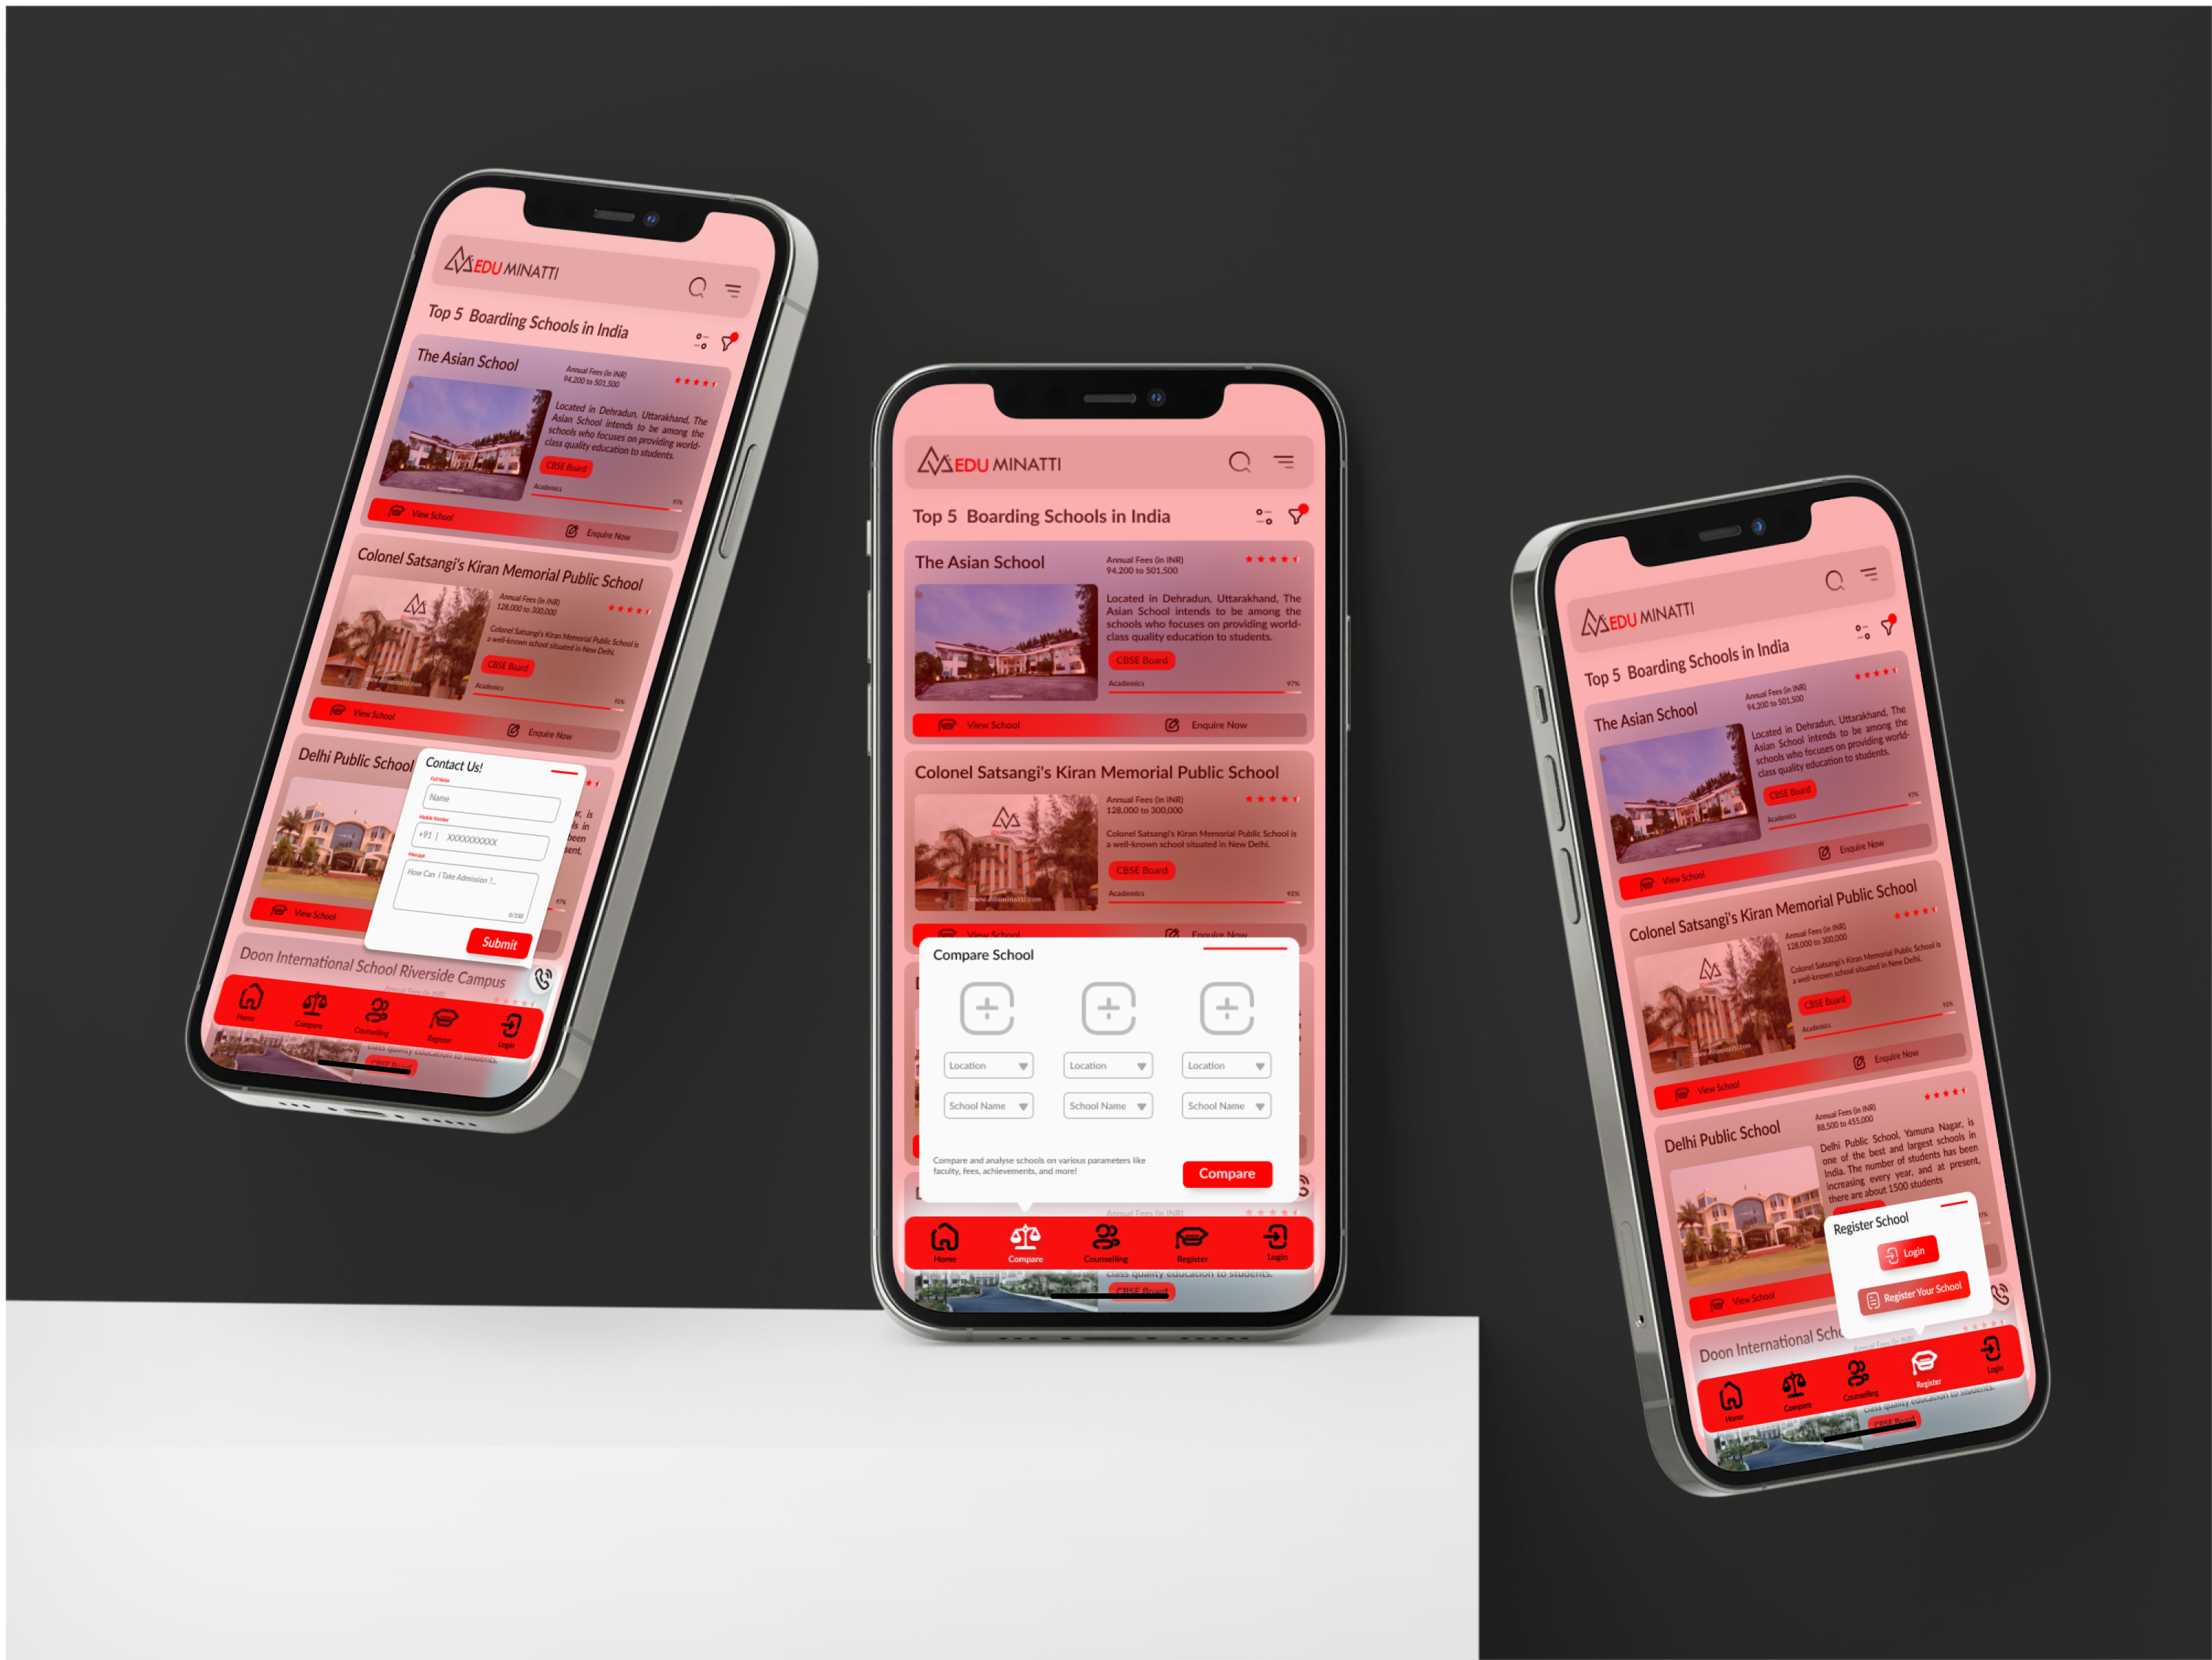 EDU MINATTI
Top 5 Boarding Schools in India
The Asian School
Annual Fees (in INR)
94,200 to 501,500
Located in Dehradun, Uttarakhand, The
Asian School intends to be among the
schools who focuses on providing world-
class quality education to students.
CBSE Board
Academics
97%
View School
Enquire Now
Colonel Satsangi's Kiran Memorial Public School
EDUMINATTI
www.eduminatti.com
Annual Fees (in INR)
128,000 to 300,000
Colonel Satsangi's Kiran Memorial Public School is
a well-known school situated in New Delhi.
CBSE Board
Academics
92%
View School
Enquire Now
Delhi Public School
is
in
been
sent,
97%
View School
Contact Us!
Full Name
Name
Mobile Number
+91 | XXXXXXXXXX
Message
How Can I Take Admission ?...
0/150
Submit
Doon International School Riverside Campus
Annual Fees (in INR)
Home
Compare
Counselling
Register
Login
class quality education to students.
CBSE Board
EDU MINATTI
Top 5 Boarding Schools in India
The Asian School
Annual Fees (in INR)
94,200 to 501,500
Located in Dehradun, Uttarakhand, The
Asian School intends to be among the
schools who focuses on providing world-
class quality education to students.
CBSE Board
Academics
97%
View School
Enquire Now
Colonel Satsangi's Kiran Memorial Public School
EDUMINATTI
www.eduminatti.com
Annual Fees (in INR)
128,000 to 300,000
Colonel Satsangi's Kiran Memorial Public School is
a well-known school situated in New Delhi.
CBSE Board
Academics
92%
View School
Enquire Now
Compare School
Location
Location
Location
School Name
School Name
School Name
Compare and analyse schools on various parameters like
faculty, fees, achievements, and more!
Compare
Annual Fees (in INR)
Home
Compare
Counselling
Register
Login
class quality education to students.
CBSE Board
EDU MINATTI
Top 5 Boarding Schools in India
The Asian School
Annual Fees (in INR)
94,200 to 501,500
Located in Dehradun, Uttarakhand, The
Asian School intends to be among the
schools who focuses on providing world-
class quality education to students.
CBSE Board
Academics
97%
View School
Enquire Now
Colonel Satsangi's Kiran Memorial Public School
EDUMINATTI
www.eduminatti.com
Annual Fees (in INR)
128,000 to 300,000
Colonel Satsangi's Kiran Memorial Public School is
a well-known school situated in New Delhi.
CBSE Board
Academics
92%
View School
Enquire Now
Delhi Public School
Annual Fees (in INR)
88,500 to 455,000
Delhi Public School, Yamuna Nagar, is
one of the best and largest schools in
India. The number of students has been
increasing every year, and at present,
there are about 1500 students
View School
Register School
Login
Register Your School
Doon International
Annual Fees (in INR)
Home
Compare
Counselling
Register
Login
class quality education to students.
CBSE Board